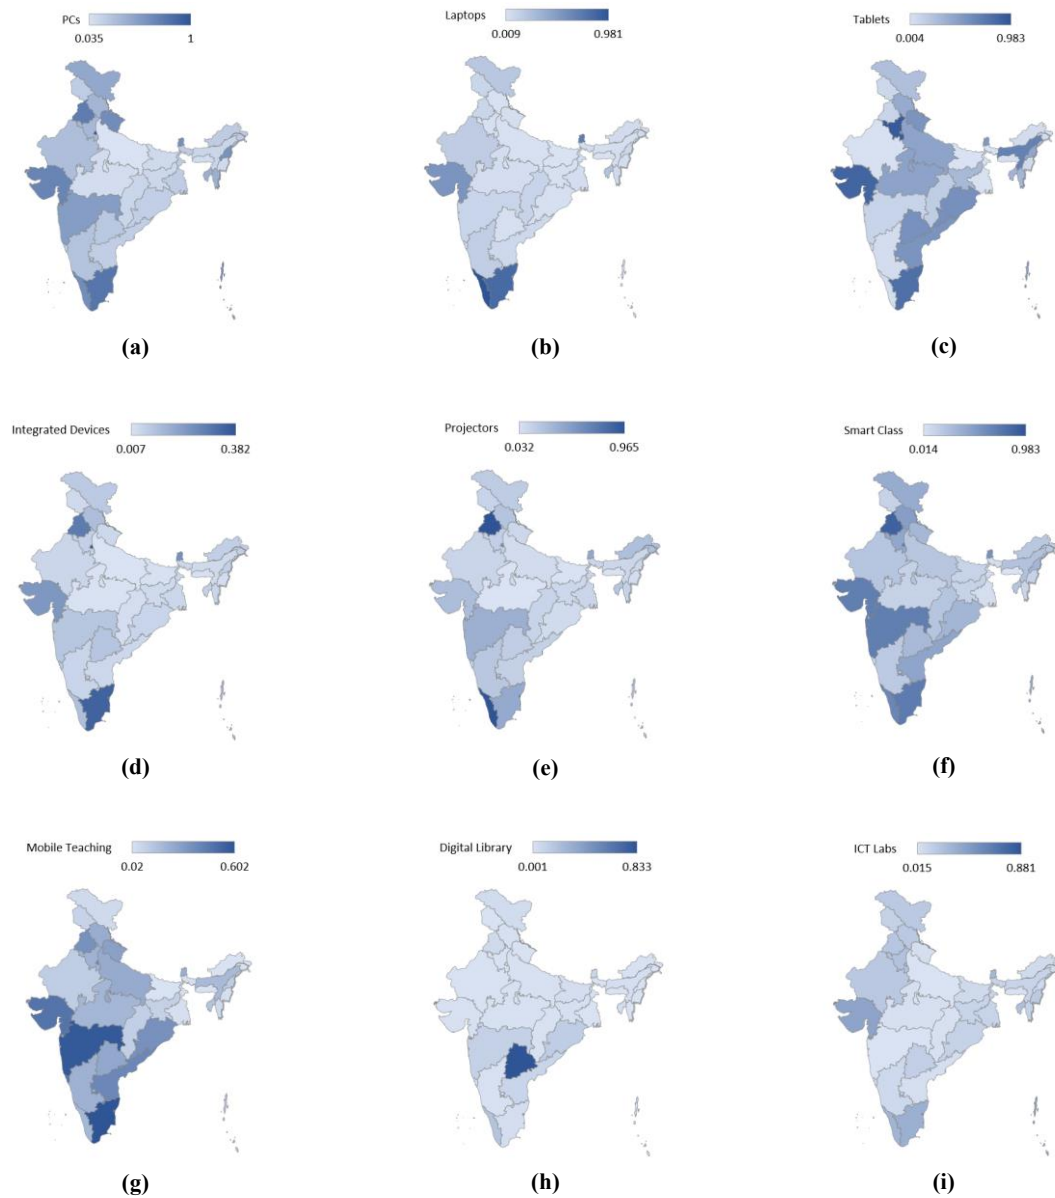 PCs
0.035 1
Laptops
0.009 0.981
Tablets
0.004 0.983
(a)
(b)
(c)
Integrated Devices
0.007 0.382
Projectors
0.032 0.965
Smart Class
0.014 0.983
(d)
(e)
(f)
Mobile Teaching
0.02 0.602
Digital Library
0.001 0.833
ICT Labs
0.015 0.881
(g)
(h)
(i)